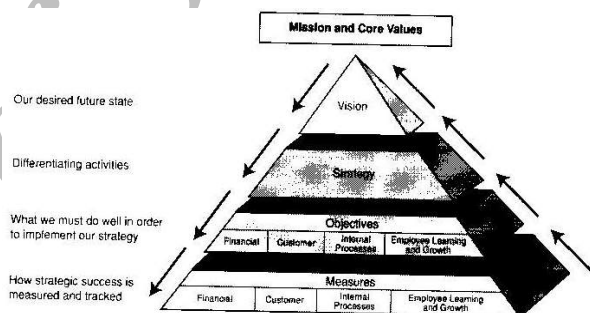 Mission and Core Values
Our desired future state
Vision
Differentiating activities
Strategy
What we must do well in order
to implement our strategy
Objectives
Financial
Customer
Internal
Processes
Employee Learning
and Growth
How strategic success is
measured and tracked
Measures
Financial
Customer
Internal
Processes
Employee Learning
and Growth